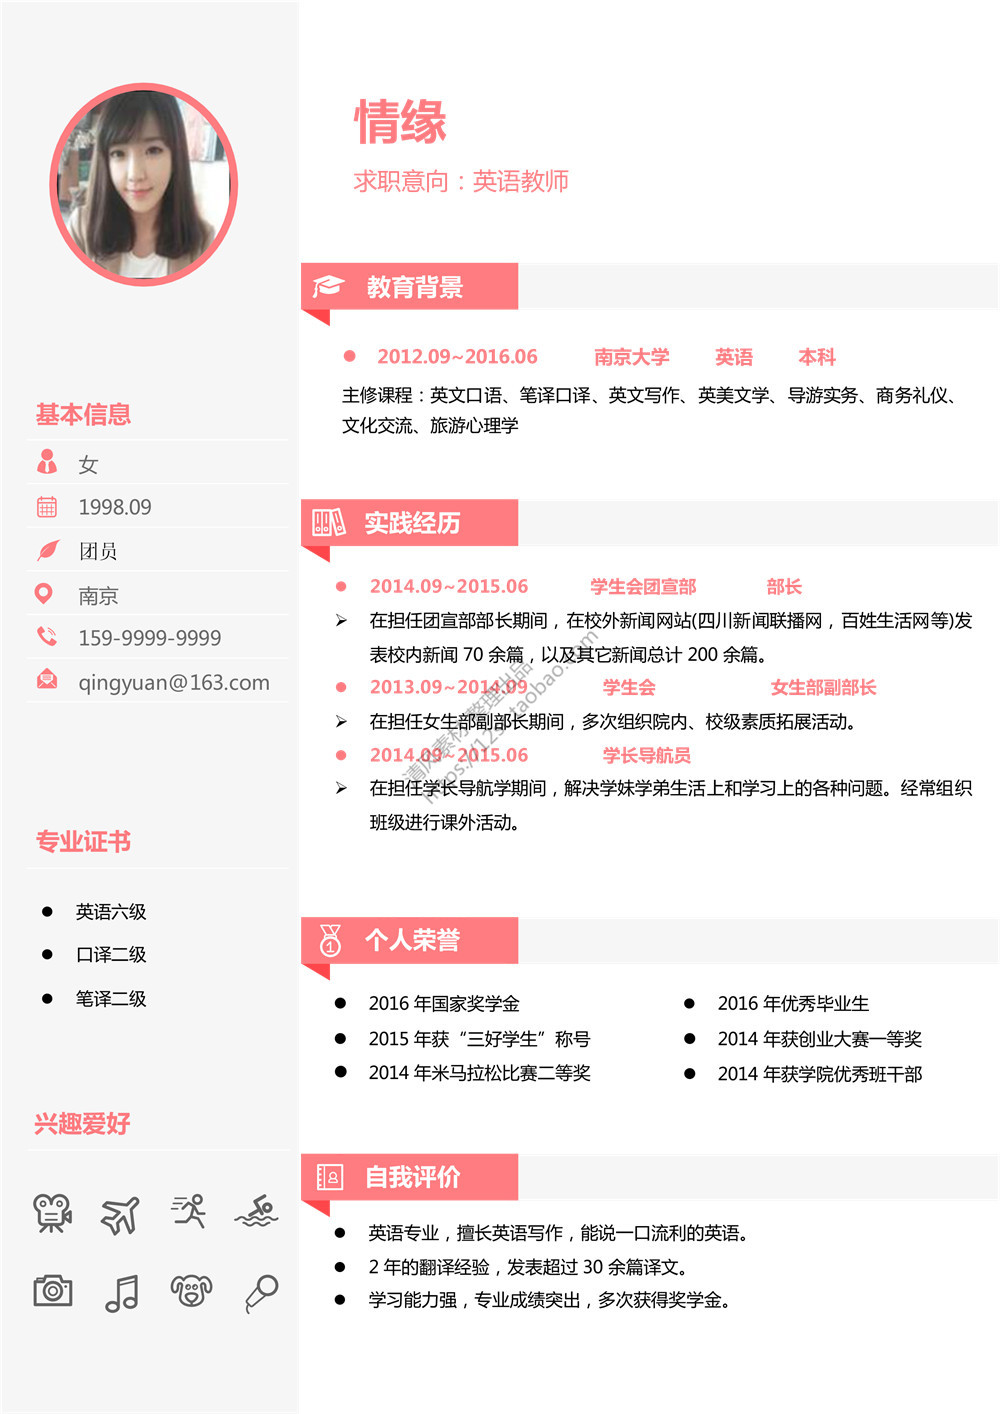 情缘
求职意向：英语教师
基本信息
女
1998.09
团员
南京
159-9999-9999
qingyuan@163.com
专业证书
英语六级
口译二级
笔译二级
兴趣爱好
教育背景
2012.09~2016.06 南京大学 英语 本科
主修课程：英文口语、笔译口译、英文写作、英美文学、导游实务、商务礼仪、
文化交流、旅游心理学
实践经历
2014.09~2015.06 学生会团宣部 部长
在担任团宣部部长期间，在校外新闻网站(四川新闻联播网，百姓生活网等)发
表校内新闻 70 余篇，以及其它新闻总计 200 余篇。
2013.09~2014.09 学生会 女生部副部长
在担任女生部副部长期间，多次组织院内、校级素质拓展活动。
2014.09~2015.06 学长导航员
在担任学长导航学期间，解决学妹学弟生活上和学习上的各种问题。经常组织
班级进行课外活动。
个人荣誉
1
2016 年国家奖学金 2016 年优秀毕业生
2015 年获“三好学生”称号 2014 年获创业大赛一等奖
2014 年米马拉松比赛二等奖 2014 年获学院优秀班干部
自我评价
英语专业，擅长英语写作，能说一口流利的英语。
2 年的翻译经验，发表超过 30 余篇译文。
学习能力强，专业成绩突出，多次获得奖学金。